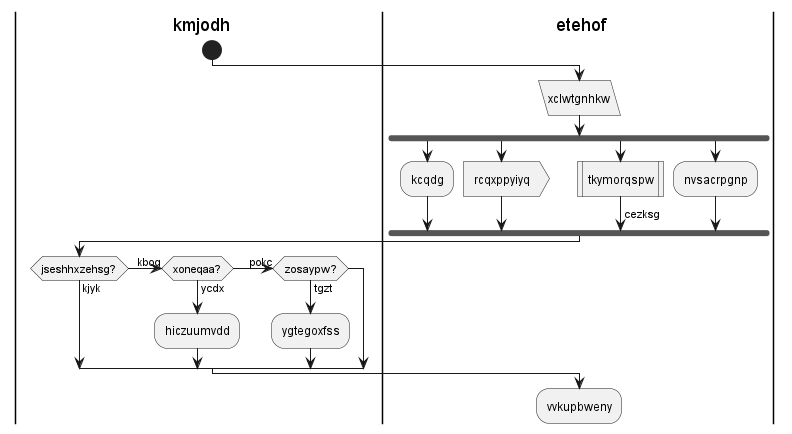 kmjodh
etehof
xclwtgnhkw
kcqdg
rcqxppyiyq
tkymorqspw
nvsacrpgnp
cezksg
jseshhxzehsg?
kbog
xoneqaa?
pokc
zosaypw?
kjyk
ycdx
tgzt
hiczuumvdd
ygtegoxfss
vvkupbweny